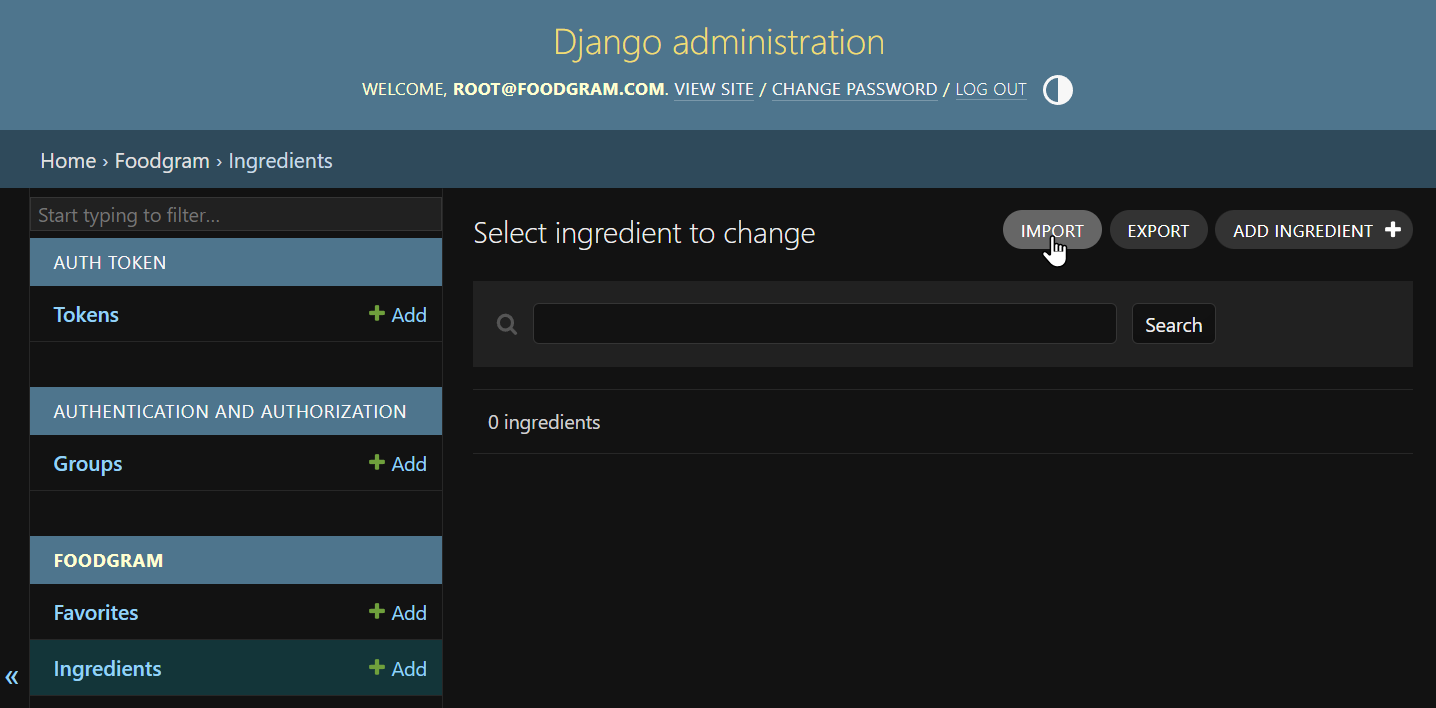 Django administration
WELCOME, ROOT@FOODGRAM.COM. VIEW SITE / CHANGE PASSWORD / LOG OUT
Home › Foodgram › Ingredients
Start typing to filter...
AUTH TOKEN
Tokens + Add
AUTHENTICATION AND AUTHORIZATION
Groups + Add
FOODGRAM
Favorites + Add
Ingredients + Add
«
Select ingredient to change
IMPORT
EXPORT
ADD INGREDIENT +
Search
0 ingredients